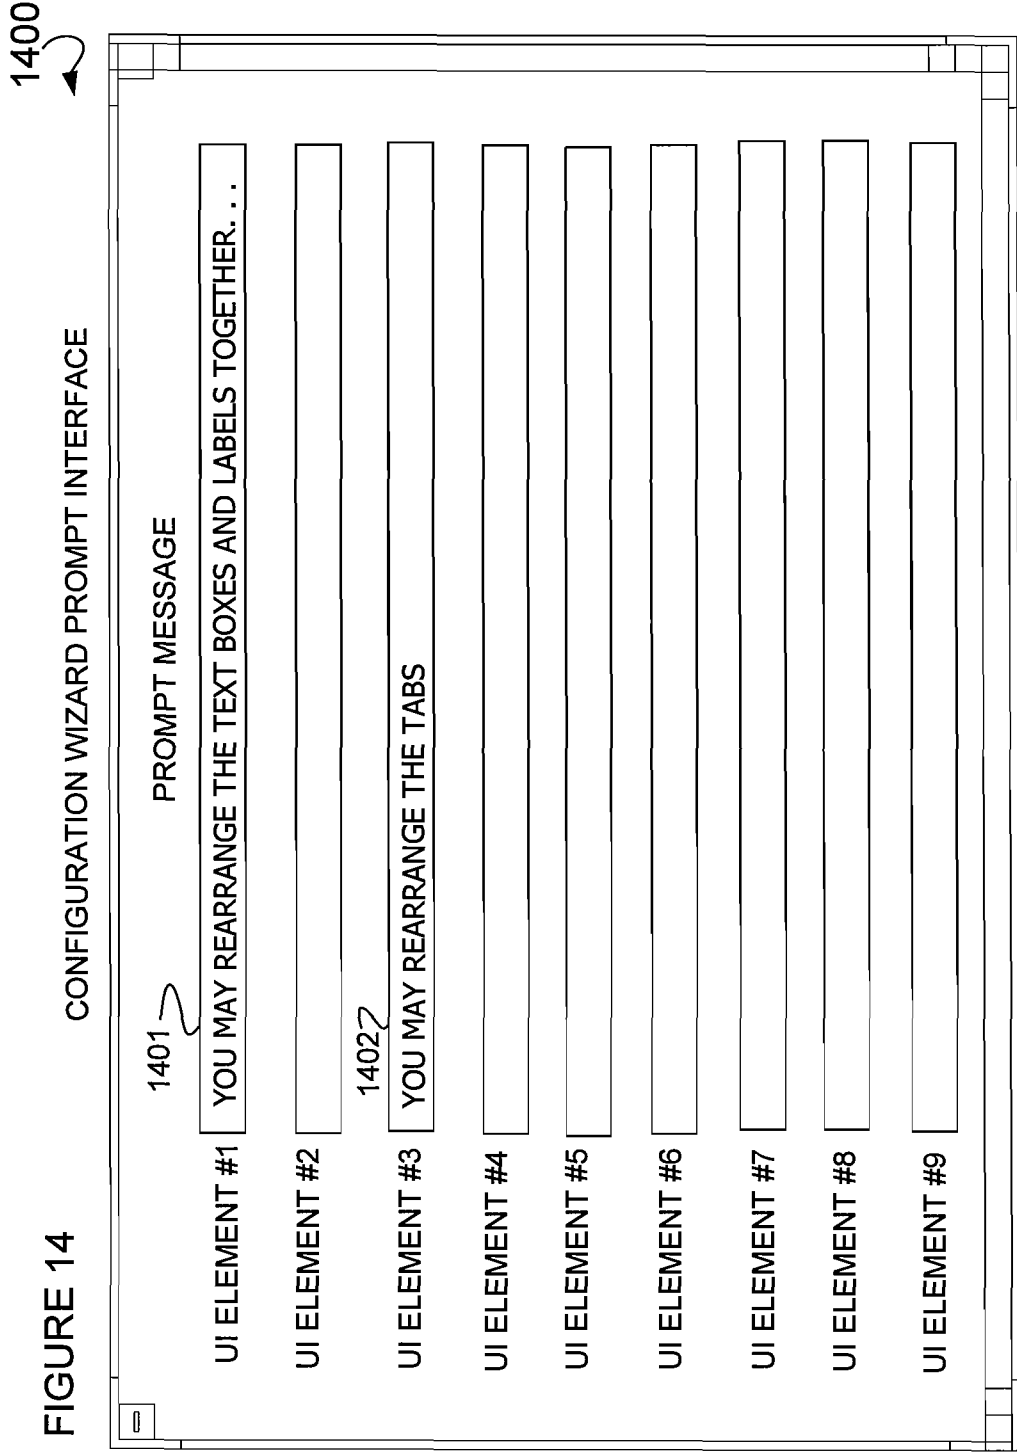 FIGURE 14
CONFIGURATION WIZARD PROMPT INTERFACE
1400
PROMPT MESSAGE
1401
UI ELEMENT #1 YOU MAY REARRANGE THE TEXT BOXES AND LABELS TOGETHER. . .
UI ELEMENT #2
1402
UI ELEMENT #3 YOU MAY REARRANGE THE TABS
UI ELEMENT #4
UI ELEMENT #5
UI ELEMENT #6
UI ELEMENT #7
UI ELEMENT #8
UI ELEMENT #9